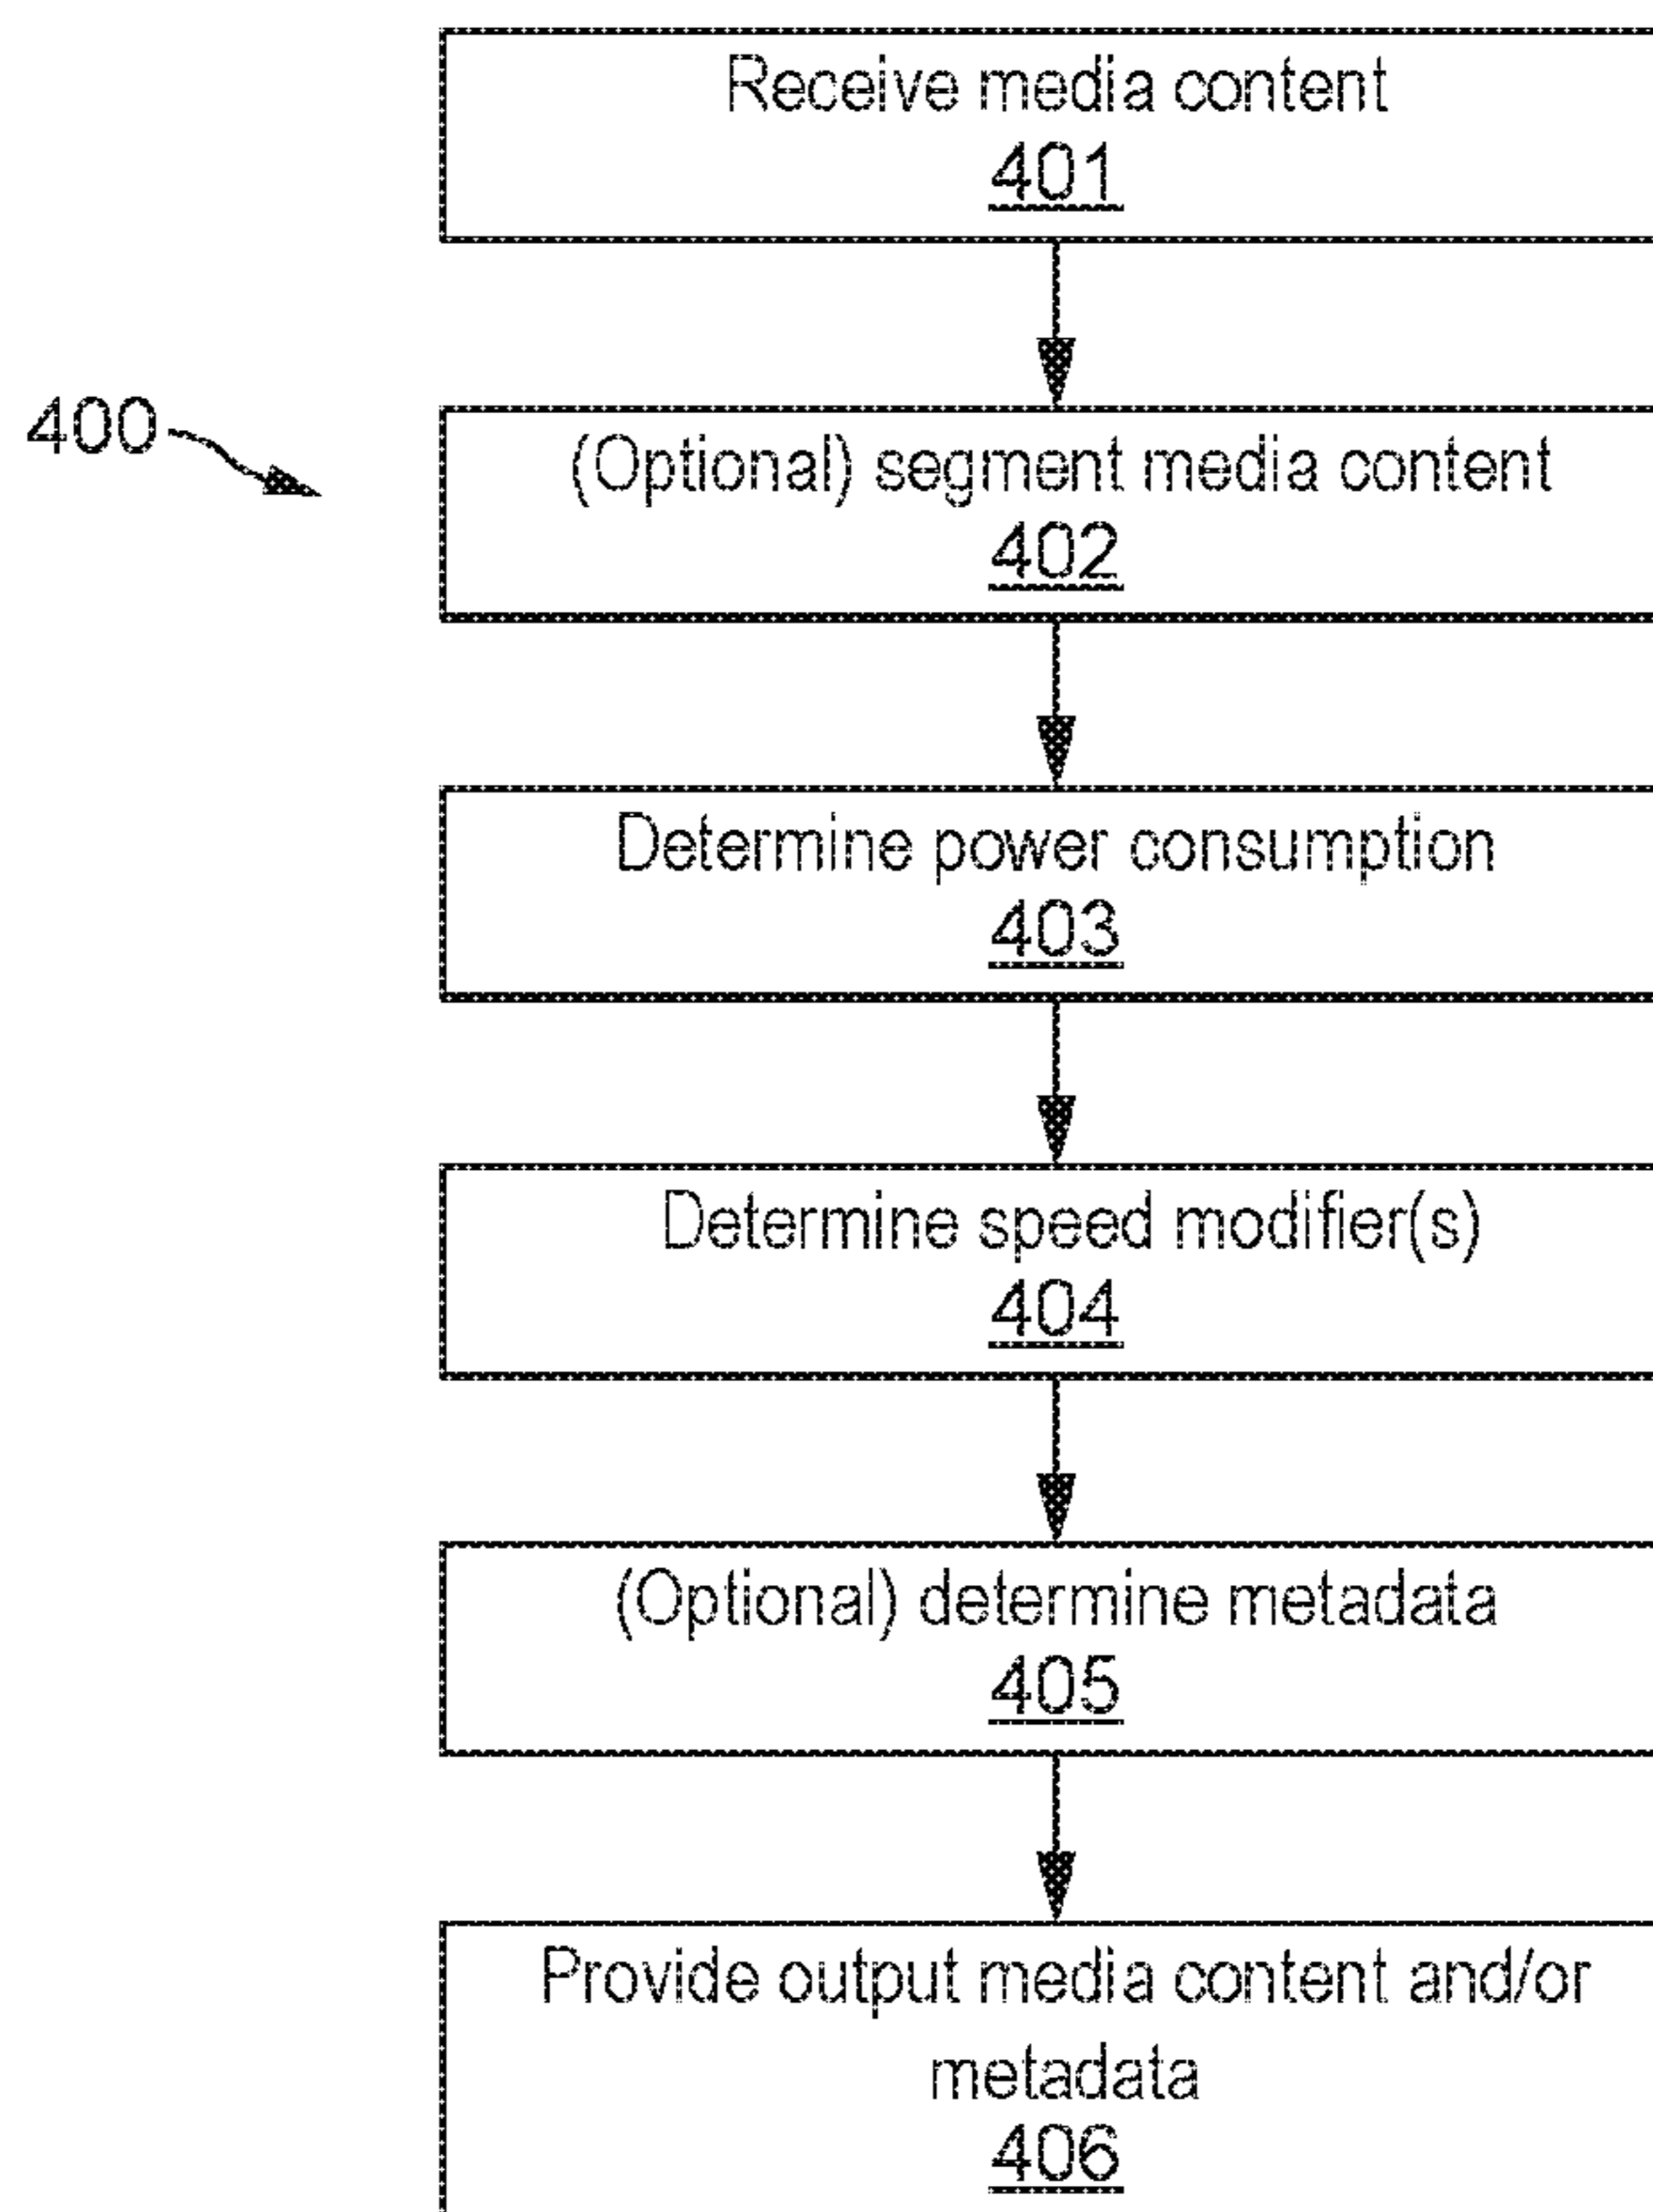 Receive media content
401
400
(Optional) segment media content
402
Determine power consumption
403
Determine speed modifier(s)
404
(Optional) determine metadata
405
Provide output media content and/or
metadata
406